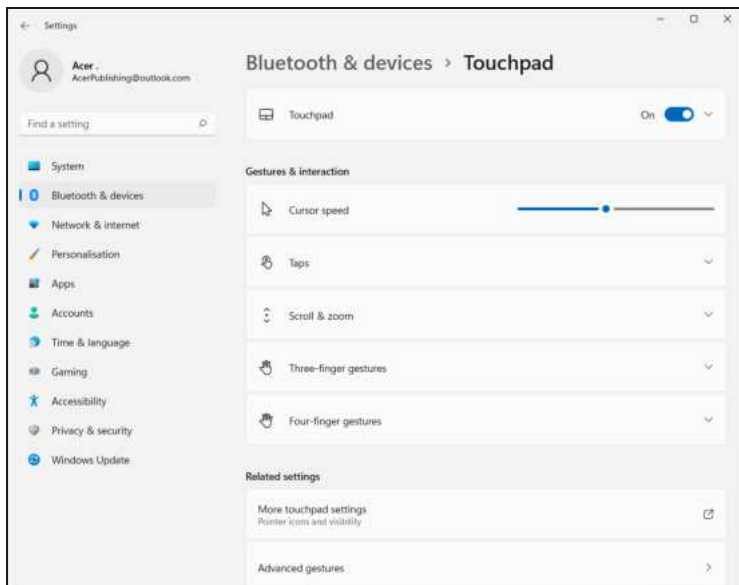 Settings
Acer .
AcerPublishing@outlook.com
Find a setting
System
Bluetooth & devices
Network & internet
Personalisation
Apps
Accounts
Time & language
Gaming
Accessibility
Privacy & security
Windows Update
Bluetooth & devices > Touchpad
Touchpad
On
Gestures & interaction
Cursor speed
Taps
Scroll & zoom
Three-finger gestures
Four-finger gestures
Related settings
More touchpad settings
Pointer icons and visibility
Advanced gestures